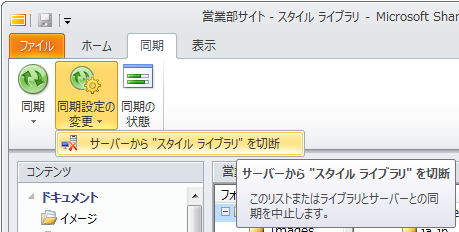 営業部サイト - スタイル ライブラリ - Microsoft Shar
ファイル ホーム 同期 表示
同期 同期設定の変更 同期の状態
サーバーから "スタイル ライブラリ" を切断
コンテンツ 営
サーバーから "スタイル ライブラリ" を切断
ドキュメント フォ
このリストまたはライブラリとサーバーとの同期を中止します。
イメージ
Images ja-jp